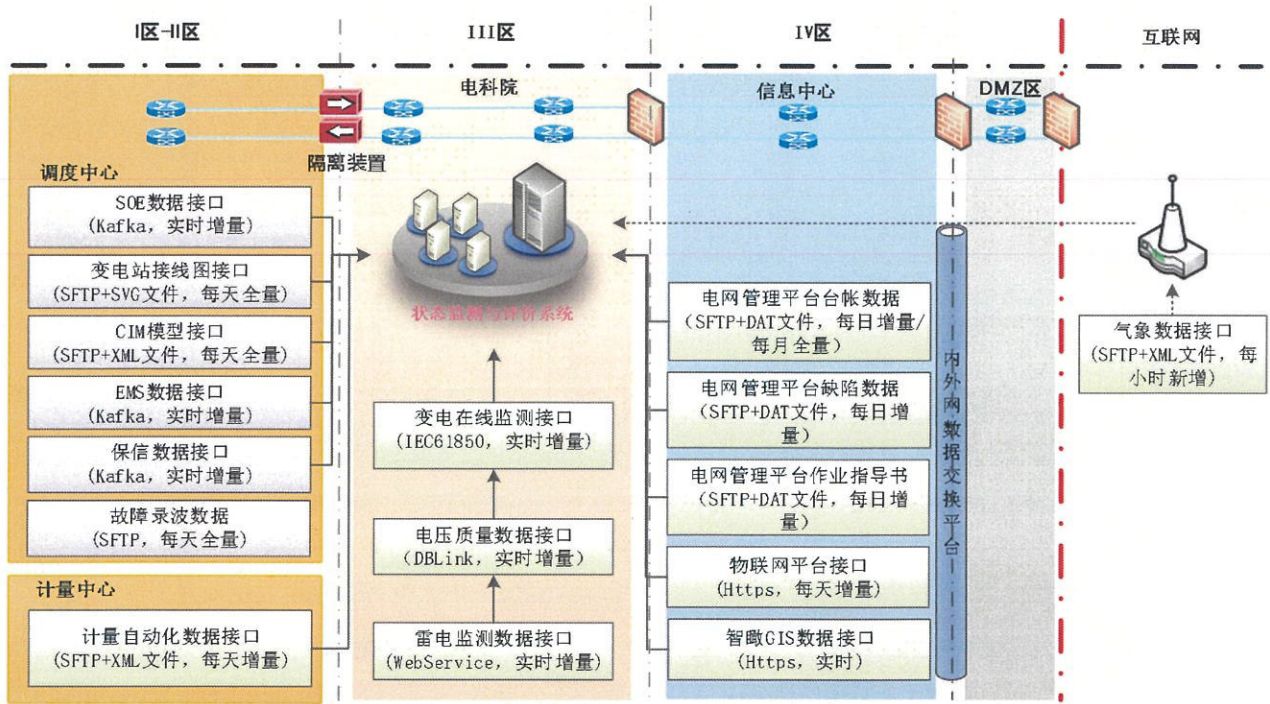 I区-II区
III区
IV区
互联网
电科院
信息中心
DMZ区
隔离装置
调度中心
SOE数据接口
(Kafka，实时增量)
变电站接线图接口
(SFTP+SVG文件，每天全量)
CIM模型接口
(SFTP+XML文件，每天全量)
EMS数据接口
(Kafka，实时增量)
保信数据接口
(Kafka，实时增量)
故障录波数据
(SFTP，每天全量)
计量中心
计量自动化数据接口
(SFTP+XML文件，每天增量)
状态监测与评价系统
变电在线监测接口
(IEC61850，实时增量)
电压质量数据接口
(DBLink，实时增量)
雷电监测数据接口
(WebService，实时增量)
电网管理平台台帐数据
(SFTP+DAT文件，每日增量/
每月全量)
电网管理平台缺陷数据
(SFTP+DAT文件，每日增
量)
电网管理平台作业指导书
(SFTP+DAT文件，每日增
量)
物联网平台接口
(Https，每天增量)
智瞰GIS数据接口
(Https，实时)
内外网数据交换平台
气象数据接口
(SFTP+XML文件，每
小时新增)